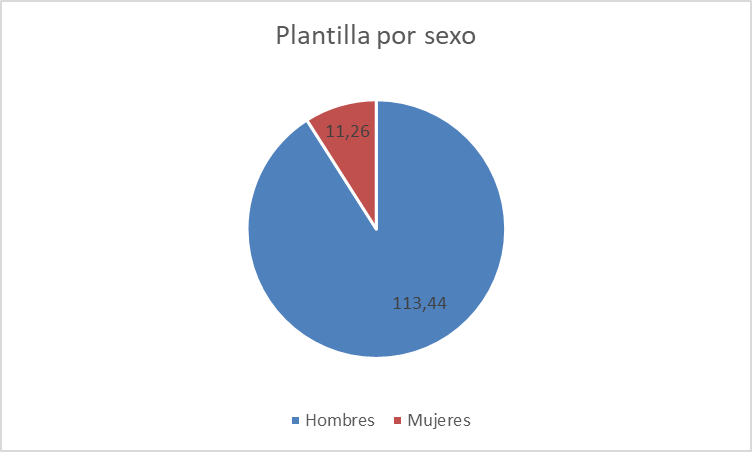 Plantilla por sexo
11,26
113,44
Hombres
Mujeres